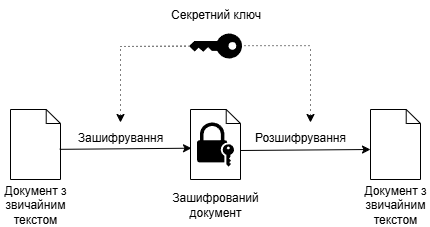 Секретний ключ
Зашифрування
Розшифрування
Документ з
звичайним
текстом
Зашифрований
документ
Документ з
звичайним
текстом